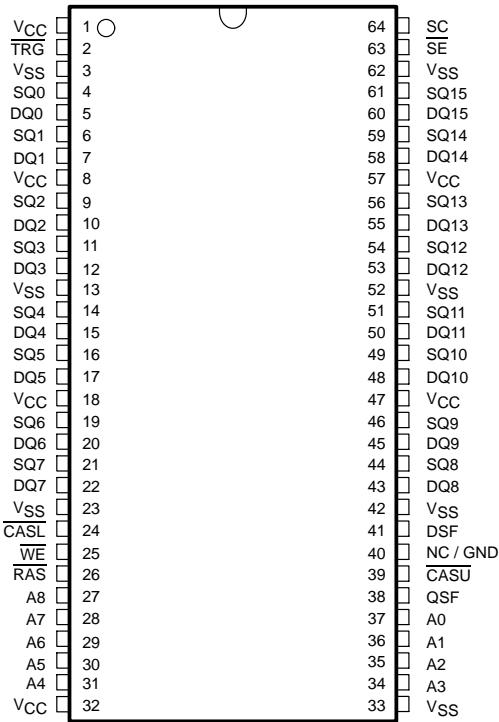 VCC 1 64 SC
TRG 2 63 SE
VSS 3 62 VSS
SQ0 4 61 SQ15
DQ0 5 60 DQ15
SQ1 6 59 SQ14
DQ1 7 58 DQ14
VCC 8 57 VCC
SQ2 9 56 SQ13
DQ2 10 55 DQ13
SQ3 11 54 SQ12
DQ3 12 53 DQ12
VSS 13 52 VSS
SQ4 14 51 SQ11
DQ4 15 50 DQ11
SQ5 16 49 SQ10
DQ5 17 48 DQ10
VCC 18 47 VCC
SQ6 19 46 SQ9
DQ6 20 45 DQ9
SQ7 21 44 SQ8
DQ7 22 43 DQ8
VSS 23 42 VSS
CASL 24 41 DSF
WE 25 40 NC / GND
RAS 26 39 CASU
A8 27 38 QSF
A7 28 37 A0
A6 29 36 A1
A5 30 35 A2
A4 31 34 A3
VCC 32 33 VSS